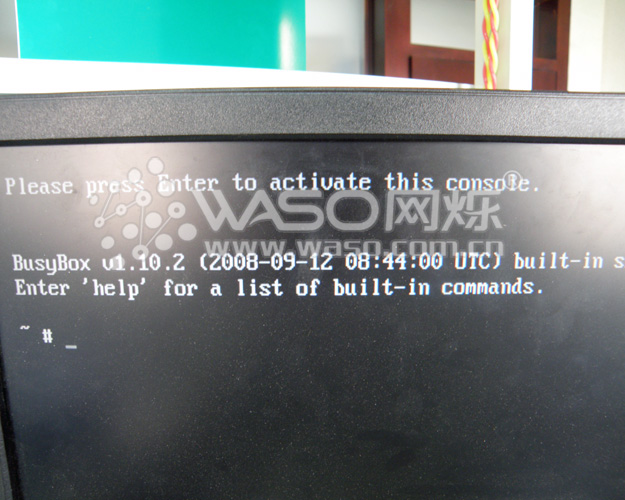 Please press Enter to activate this console.
WASO网烁®
www.waso.com.cn
BusyBox v1.10.2 (2008-09-12 08:44:00 UTC) built-in s
Enter 'help' for a list of built-in commands.
~ # _